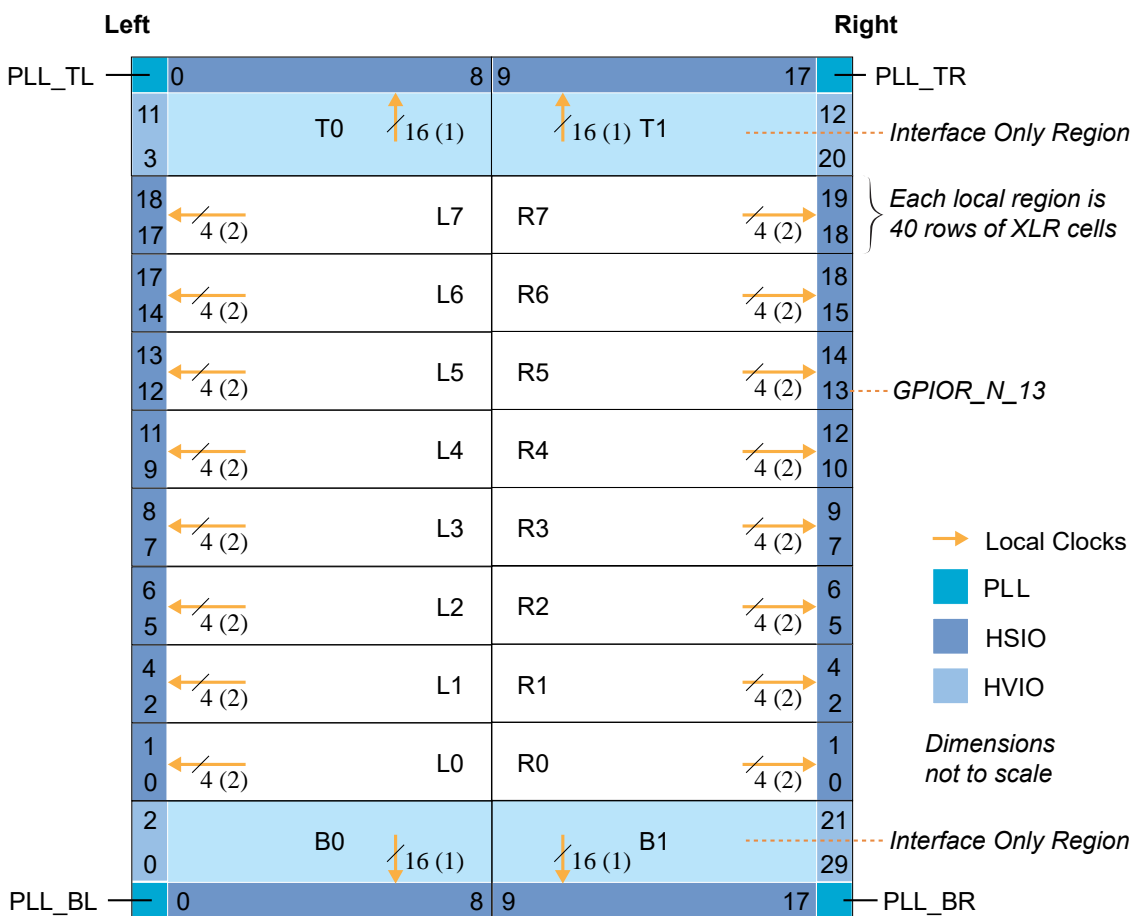 Left
Right
PLL_TL
0
8
9
17
PLL_TR
11
3
T0
16 (1)
16 (1)
T1
12
20
Interface Only Region
18
17
4 (2)
L7
R7
4 (2)
19
18
Each local region is
40 rows of XLR cells
17
14
4 (2)
L6
R6
4 (2)
18
15
13
12
4 (2)
L5
R5
4 (2)
14
13
GPIOR_N_13
11
9
4 (2)
L4
R4
4 (2)
12
10
8
7
4 (2)
L3
R3
4 (2)
9
7
6
5
4 (2)
L2
R2
4 (2)
6
5
4
2
4 (2)
L1
R1
4 (2)
4
2
1
0
4 (2)
L0
R0
4 (2)
1
0
Local Clocks
PLL
HSIO
HVIO
Dimensions
not to scale
2
0
B0
16 (1)
16 (1)
B1
21
29
Interface Only Region
PLL_BL
0
8
9
17
PLL_BR